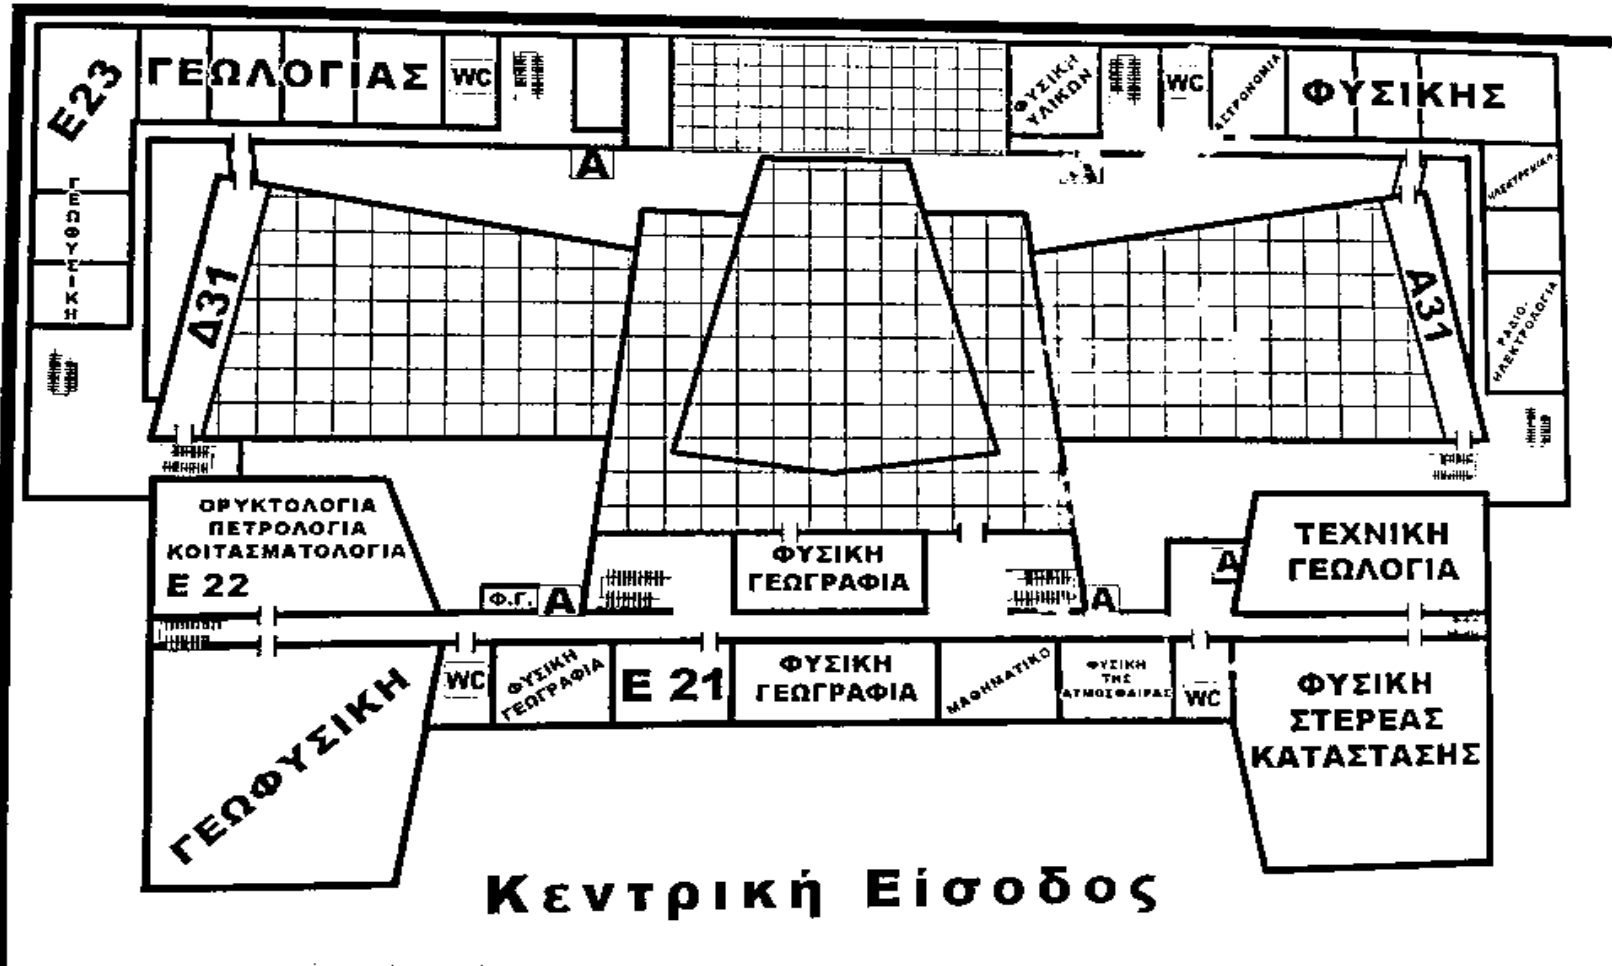 Ε23
ΓΕΩΛΟΓΙΑΣ
WC
ΦΥΣΙΚΗ
ΥΛΙΚΩΝ
WC
ΑΣΤΡΟΝΟΜΙΑ
ΦΥΣΙΚΗΣ
Α
ΓΕΩΦΥΣΙΚΗ
Δ31
Α31
ΗΛΕΚΤΡΟΝΙΚΗ
ΡΑΔΙΟ-
ΗΛΕΚΤΡΟΛΟΓΙΑ
ΟΡΥΚΤΟΛΟΓΙΑ
ΠΕΤΡΟΛΟΓΙΑ
ΚΟΙΤΑΣΜΑΤΟΛΟΓΙΑ
Ε 22
Φ.Γ.
Α
ΦΥΣΙΚΗ
ΓΕΩΓΡΑΦΙΑ
Α
Α
ΤΕΧΝΙΚΗ
ΓΕΩΛΟΓΙΑ
ΓΕΩΦΥΣΙΚΗ
WC
ΦΥΣΙΚΗ
ΓΕΩΓΡΑΦΙΑ
Ε 21
ΦΥΣΙΚΗ
ΓΕΩΓΡΑΦΙΑ
ΜΑΘΗΜΑΤΙΚΟ
ΦΥΣΙΚΗ
ΤΗΣ
ΑΤΜΟΣΦΑΙΡΑΣ
WC
ΦΥΣΙΚΗ
ΣΤΕΡΕΑΣ
ΚΑΤΑΣΤΑΣΗΣ
Κεντρική Είσοδος